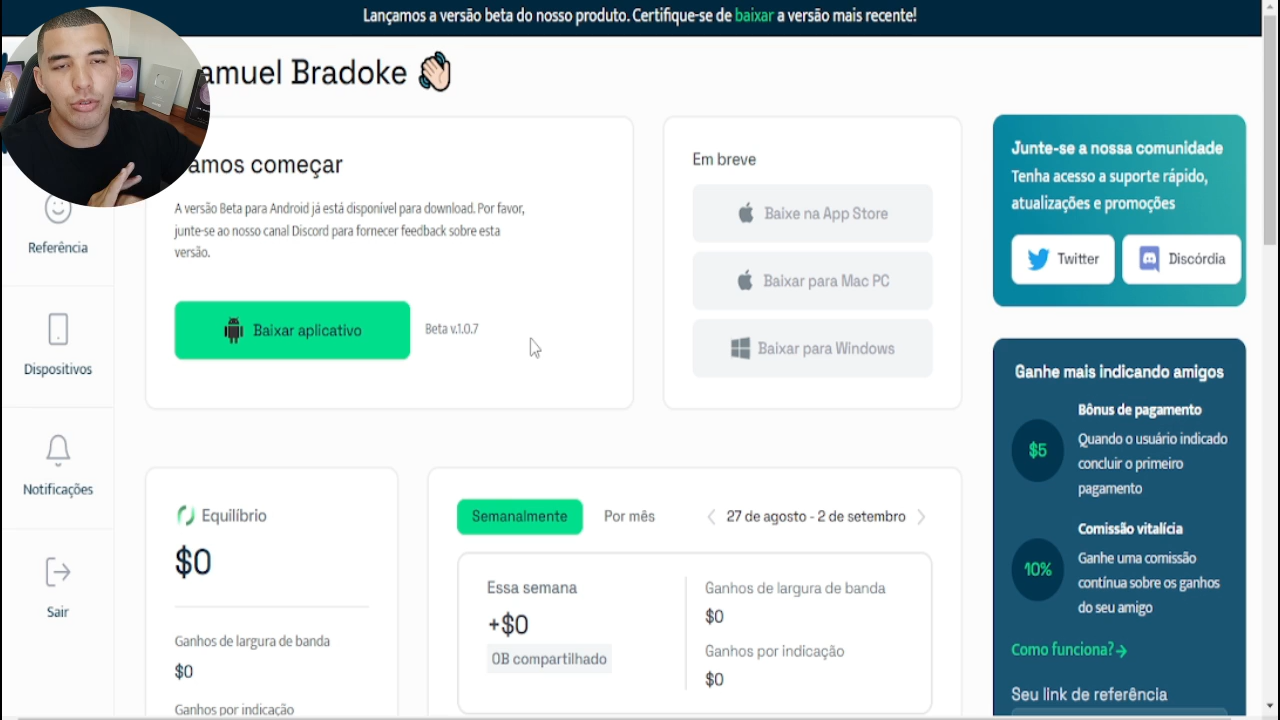 Lançamos a versão beta do nosso produto. Certifique-se de baixar a versão mais recente!
amuel Bradoke
amos começar
A versão Beta para Android já está disponível para download. Por favor,
junte-se ao nosso canal Discord para fornecer feedback sobre esta
versão.
Baixar aplicativo
Beta v.1.0.7
Em breve
Baixe na App Store
Baixar para Mac PC
Baixar para Windows
Junte-se a nossa comunidade
Tenha acesso a suporte rápido,
atualizações e promoções
Twitter
Discórdia
Referência
Dispositivos
Notificações
Sair
Equilíbrio
$0
Ganhos de largura de banda
$0
Ganhos por indicação
Semanalmente
Por mês
27 de agosto - 2 de setembro
Essa semana
+$0
0B compartilhado
Ganhos de largura de banda
$0
Ganhos por indicação
$0
Ganhe mais indicando amigos
$5
Bônus de pagamento
Quando o usuário indicado
concluir o primeiro
pagamento
10%
Comissão vitalícia
Ganhe uma comissão
contínua sobre os ganhos
do seu amigo
Como funciona?
Seu link de referência